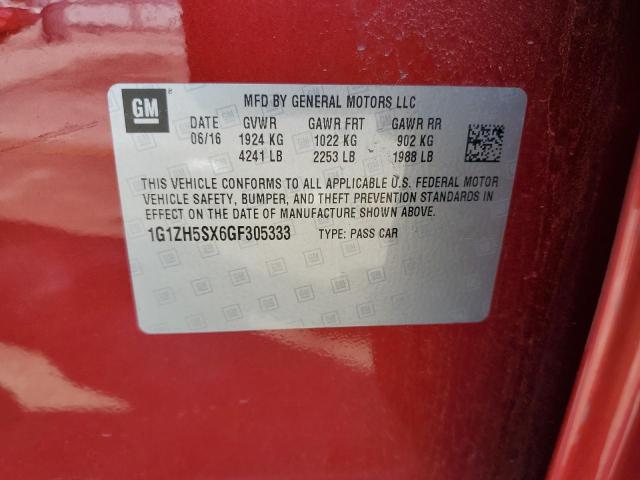 GM ® MFD BY GENERAL MOTORS LLC
DATE GVWR GAWR FRT GAWR RR
06/16 1924 KG 1022 KG 902 KG
4241 LB 2253 LB 1988 LB
THIS VEHICLE CONFORMS TO ALL APPLICABLE U.S. FEDERAL MOTOR
VEHICLE SAFETY, BUMPER, AND THEFT PREVENTION STANDARDS IN
EFFECT ON THE DATE OF MANUFACTURE SHOWN ABOVE.
1G1ZH5SX6GF305333 TYPE: PASS CAR